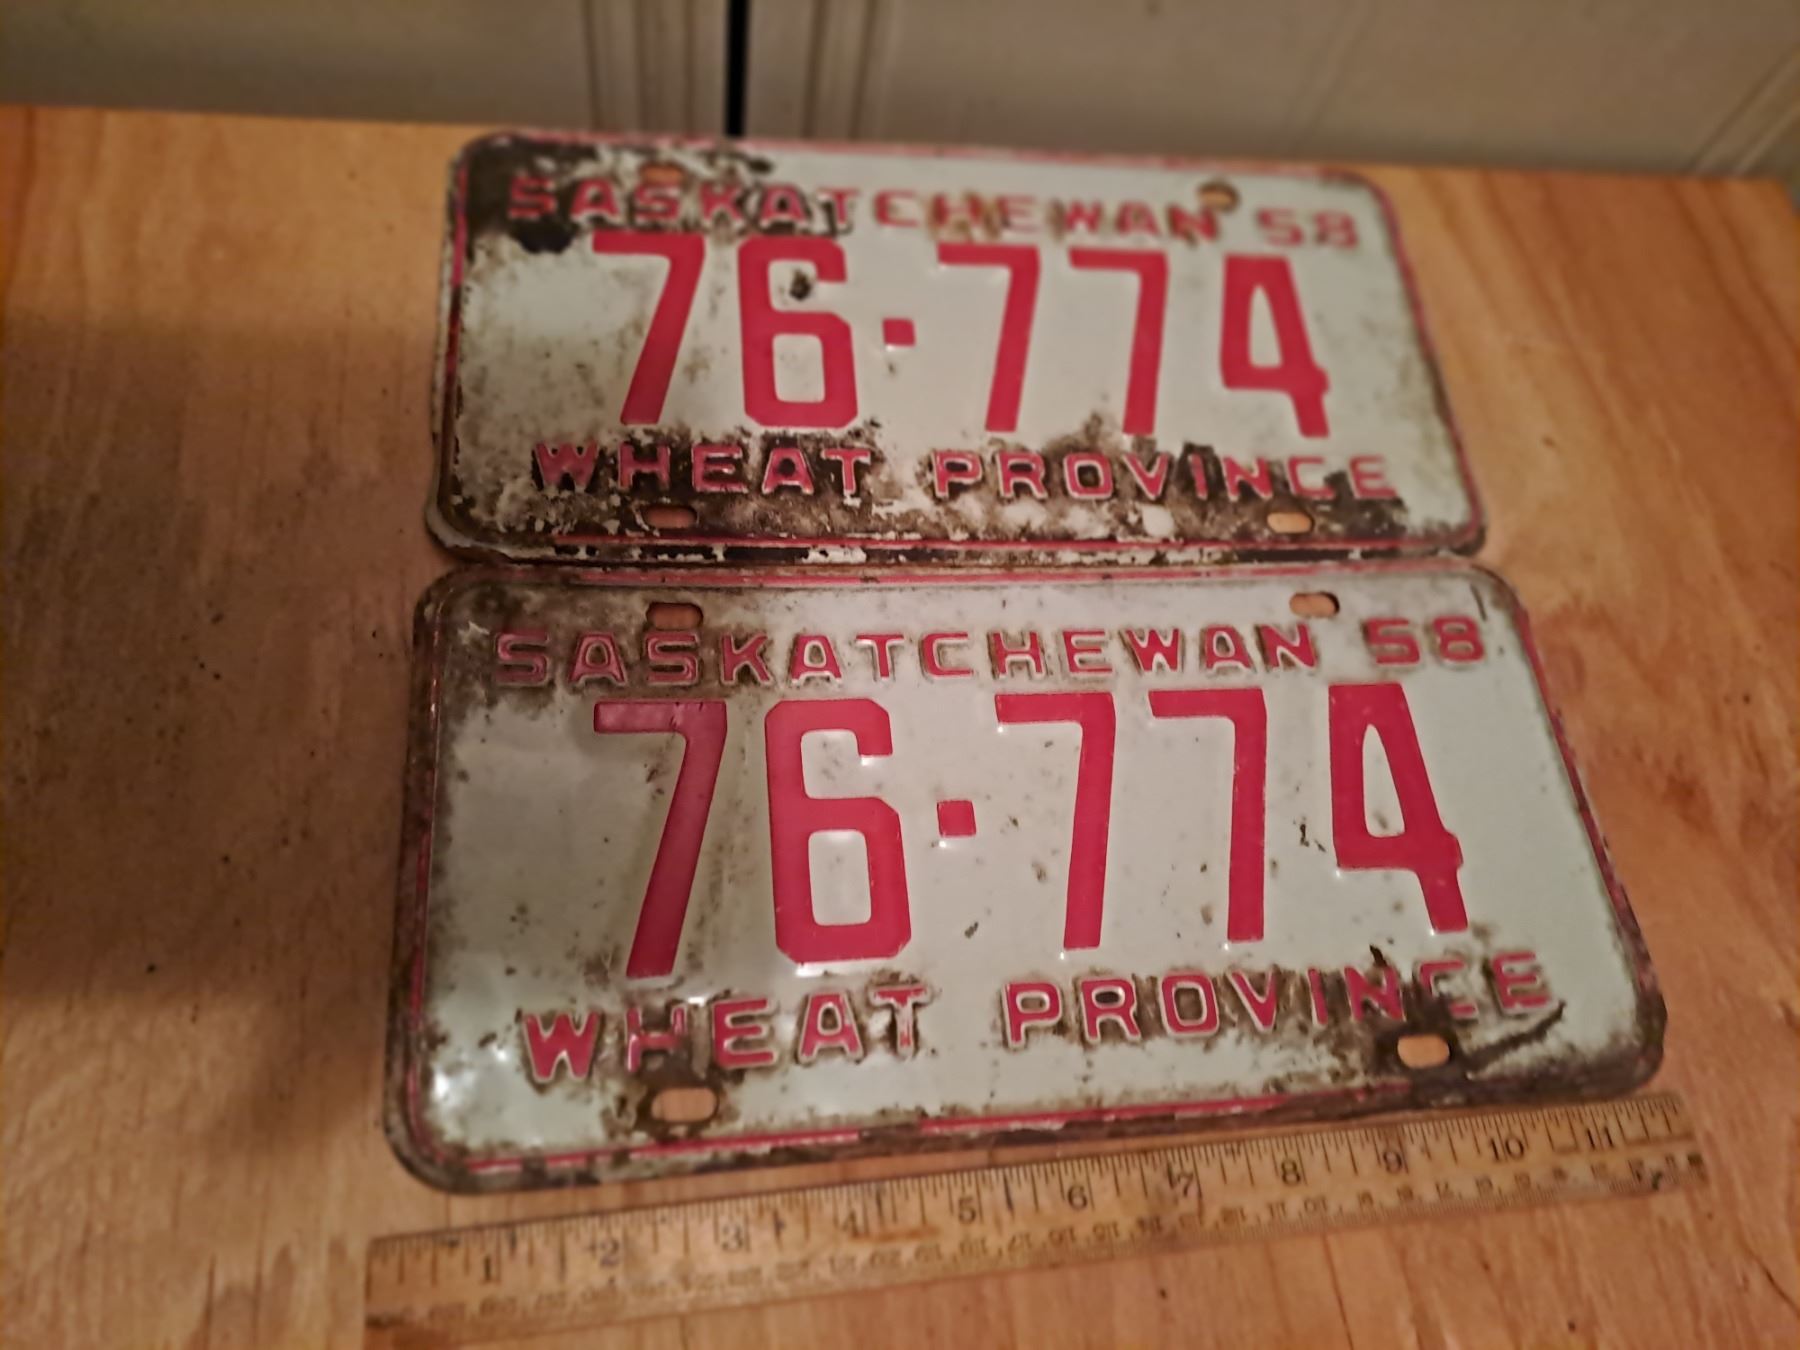 SASKATCHEWAN 58
76-774
WHEAT PROVINCE
SASKATCHEWAN 58
76-774
WHEAT PROVINCE
1 2 3 4 5 6 7 8 9 10 11